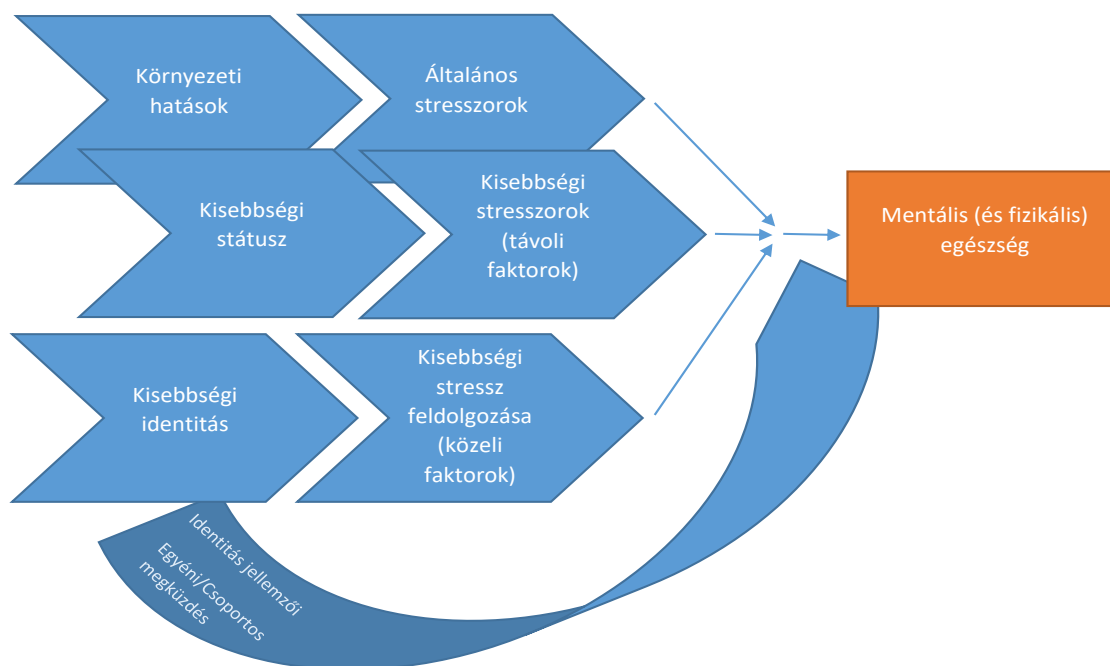 Környezeti
hatások
Általános
stresszorok
Kisebbségi
státusz
Kisebbségi
stresszorok
(távoli
faktorok)
Mentális (és fizikális)
egészség
Kisebbségi
identitás
Kisebbségi
stressz
feldolgozása
(közeli
faktorok)
Identitás jellemzői
Egyéni/Csoportos
megküzdés